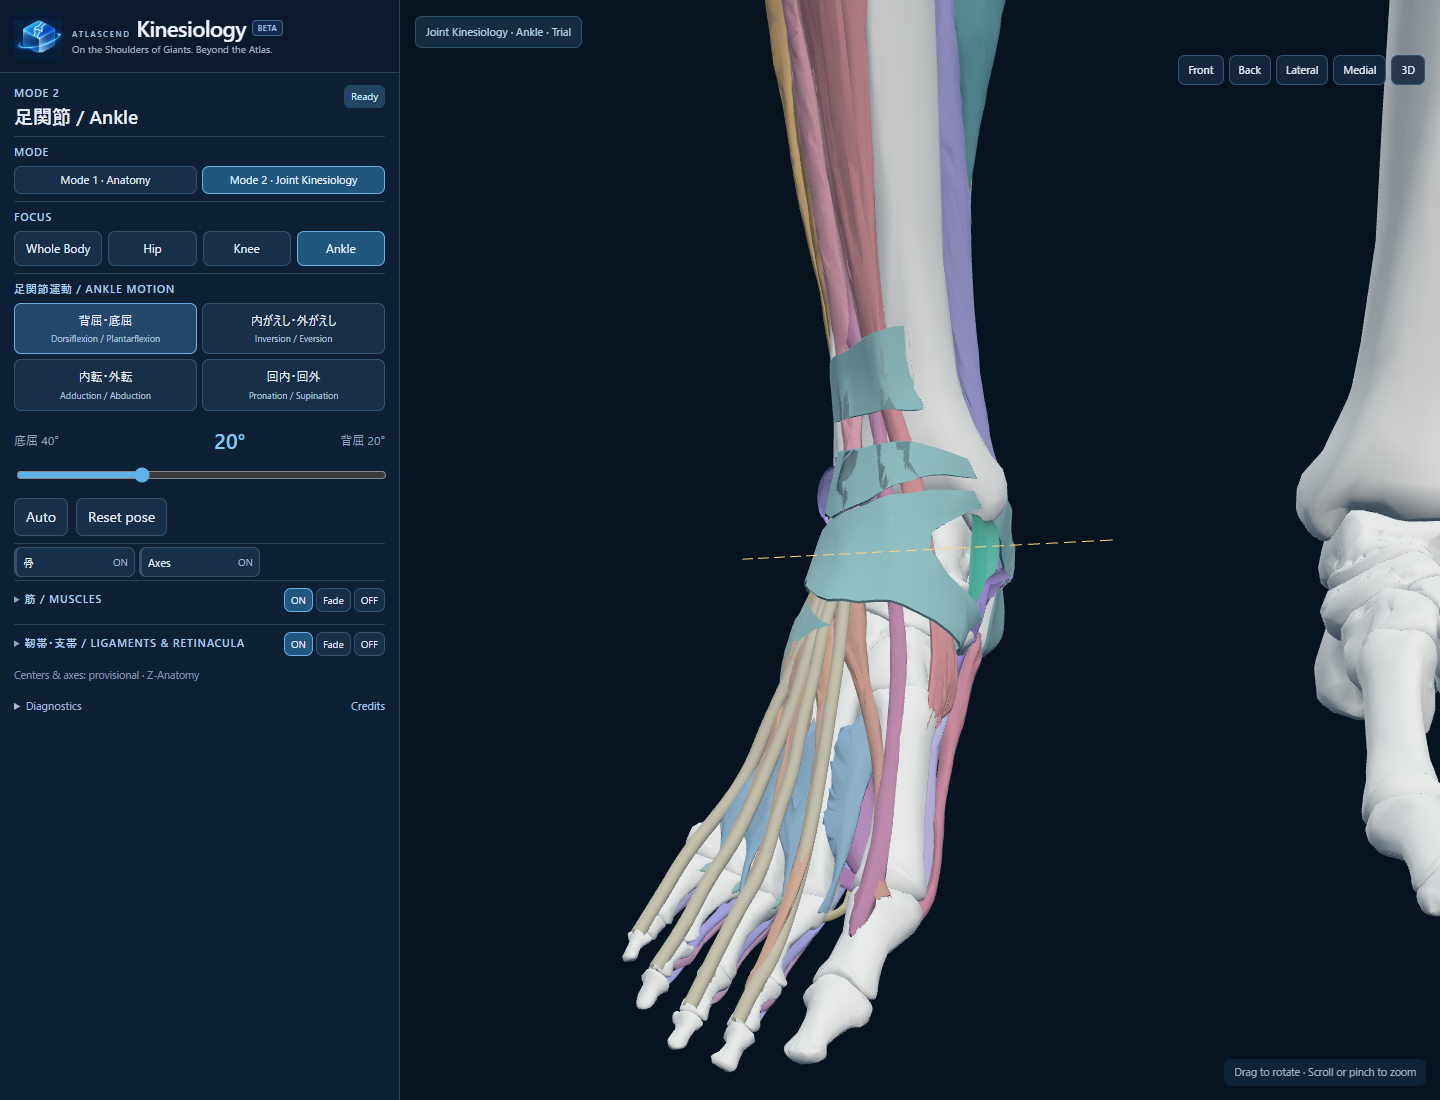 ATLASCEND Kinesiology BETA
On the Shoulders of Giants. Beyond the Atlas.
MODE 2
Ready
足関節 / Ankle
MODE
Mode 1 · Anatomy
Mode 2 · Joint Kinesiology
FOCUS
Whole Body
Hip
Knee
Ankle
足関節運動 / ANKLE MOTION
背屈・底屈
Dorsiflexion / Plantarflexion
内がえし・外がえし
Inversion / Eversion
内転・外転
Adduction / Abduction
回内・回外
Pronation / Supination
底屈 40°
20°
背屈 20°
Auto
Reset pose
骨 ON
Axes ON
筋 / MUSCLES
ON
Fade
OFF
靭帯・支帯 / LIGAMENTS & RETINACULA
ON
Fade
OFF
Centers & axes: provisional · Z-Anatomy
Diagnostics
Credits
Joint Kinesiology · Ankle · Trial
Front
Back
Lateral
Medial
3D
Drag to rotate · Scroll or pinch to zoom